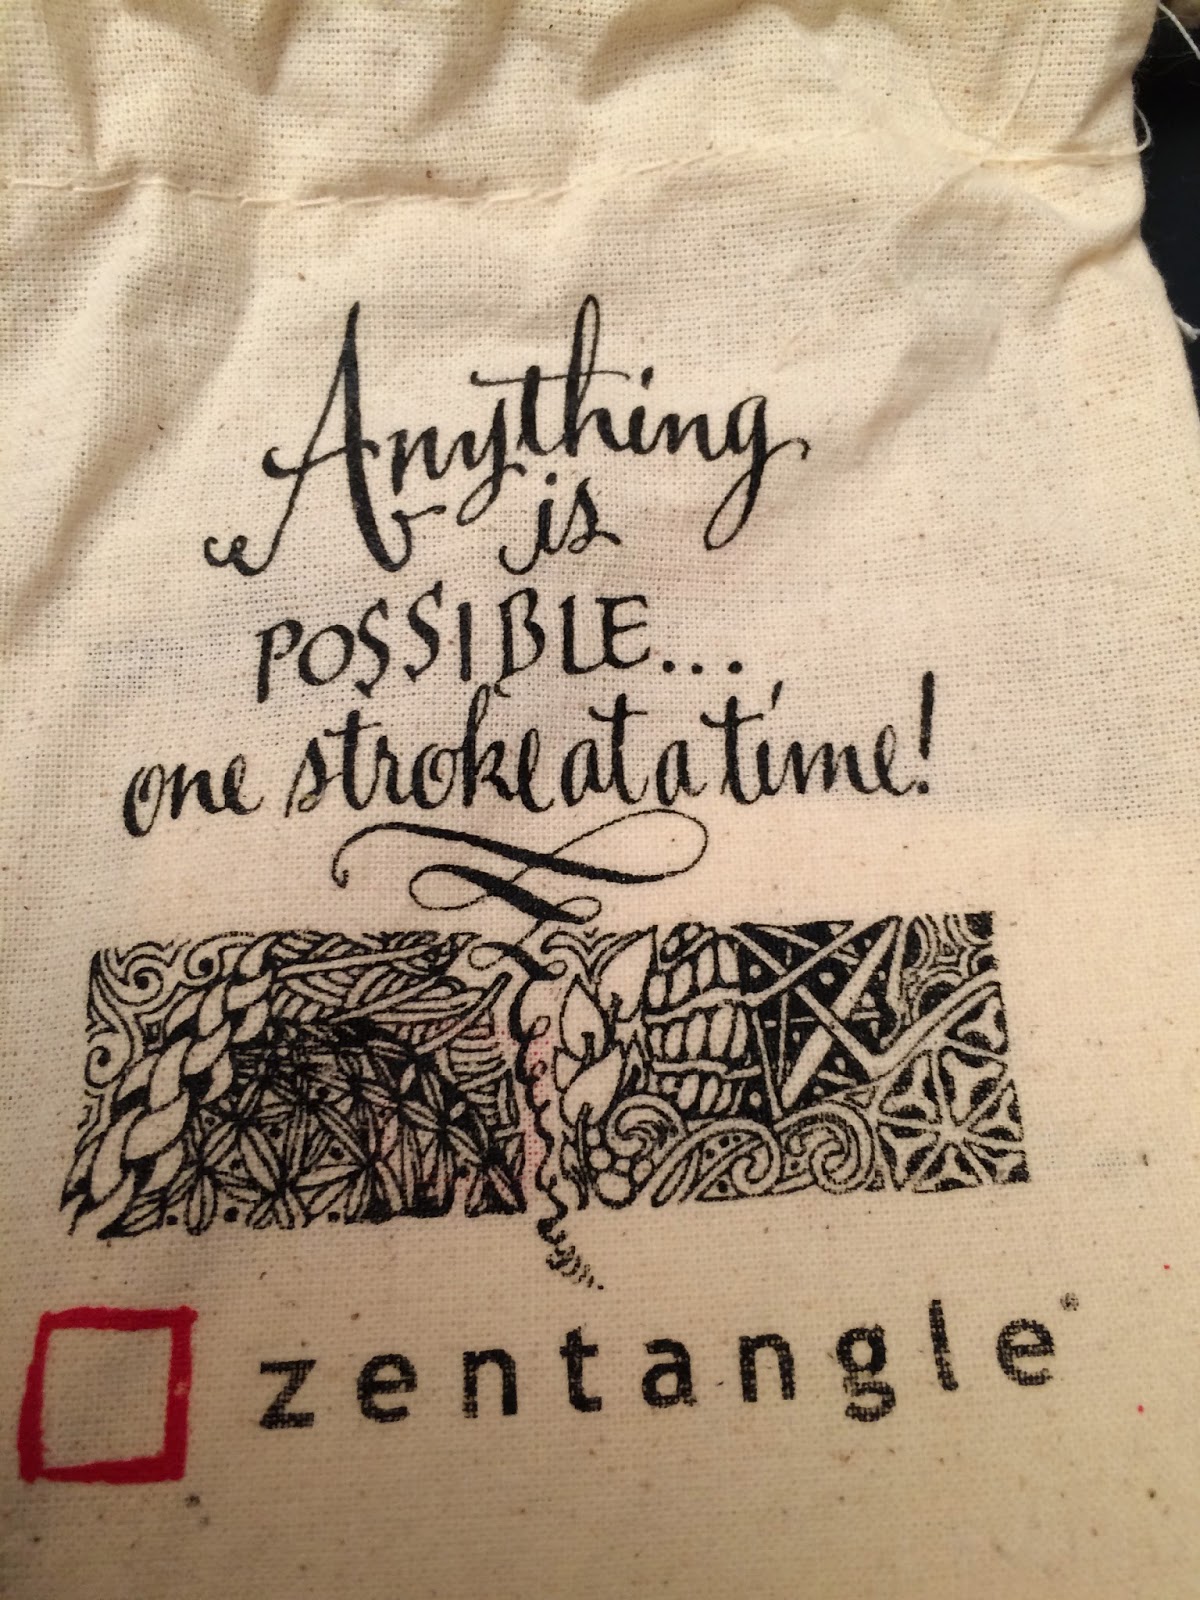 Anything
is
POSSIBLE...
one stroke at a time!
zentangle®